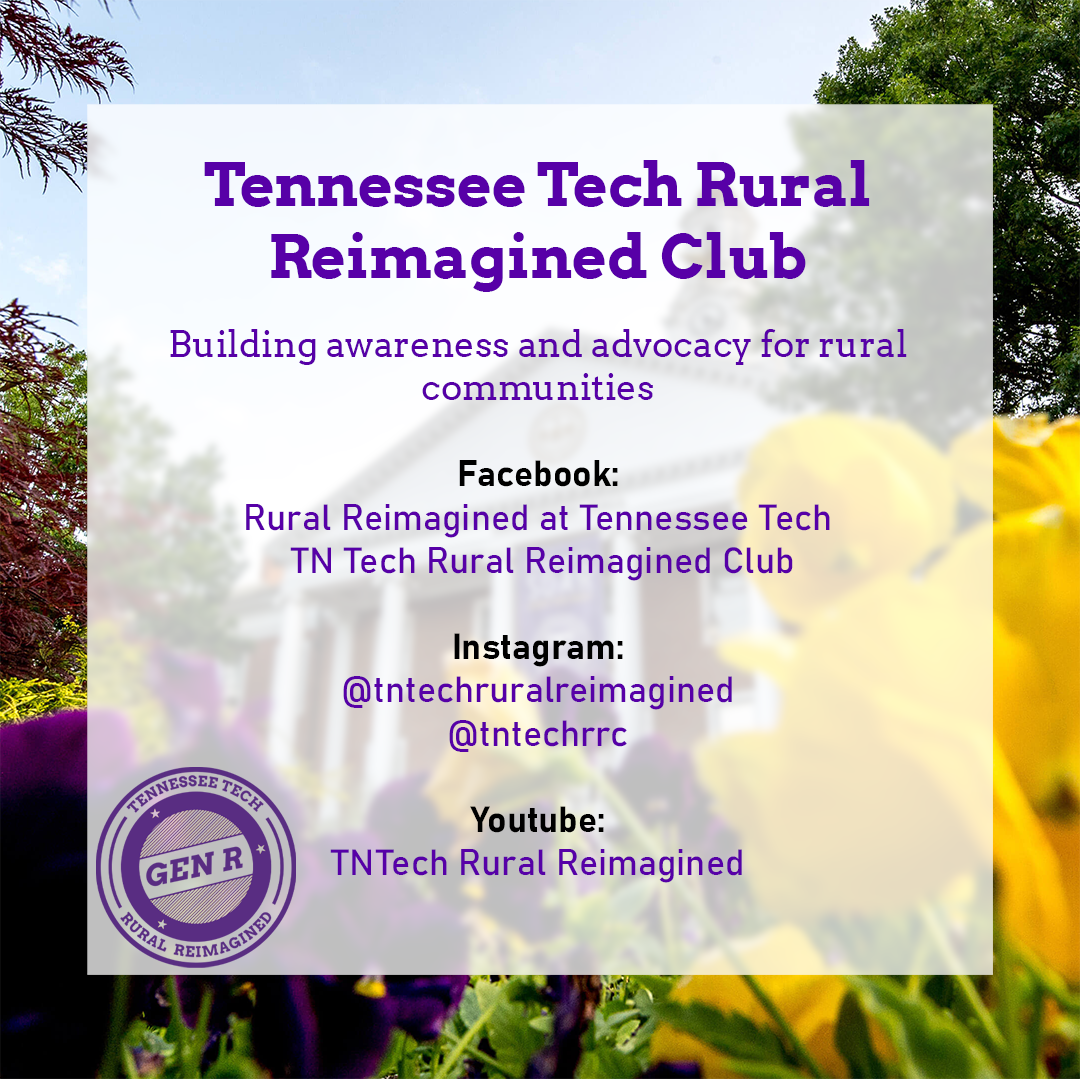 Tennessee Tech Rural
Reimagined Club
Building awareness and advocacy for rural
communities
Facebook:
Rural Reimagined at Tennessee Tech
TN Tech Rural Reimagined Club
Instagram:
@tntechruralreimagined
@tntechrrc
Youtube:
TNTech Rural Reimagined
TENNESSEE TECH
GEN R
RURAL REIMAGINED